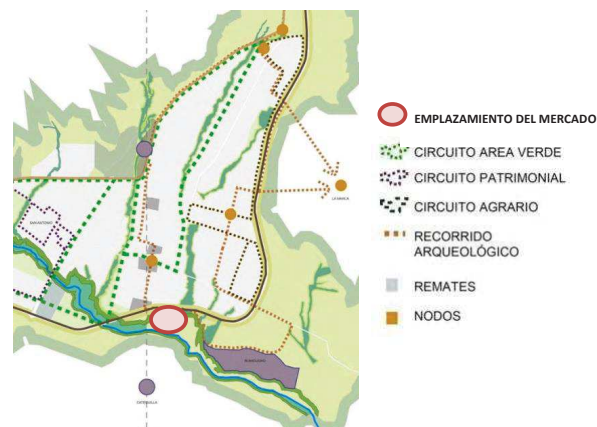 EMPLAZAMIENTO DEL MERCADO
CIRCUITO AREA VERDE
CIRCUITO PATRIMONIAL
CIRCUITO AGRARIO
RECORRIDO
ARQUEOLÓGICO
REMATES
NODOS